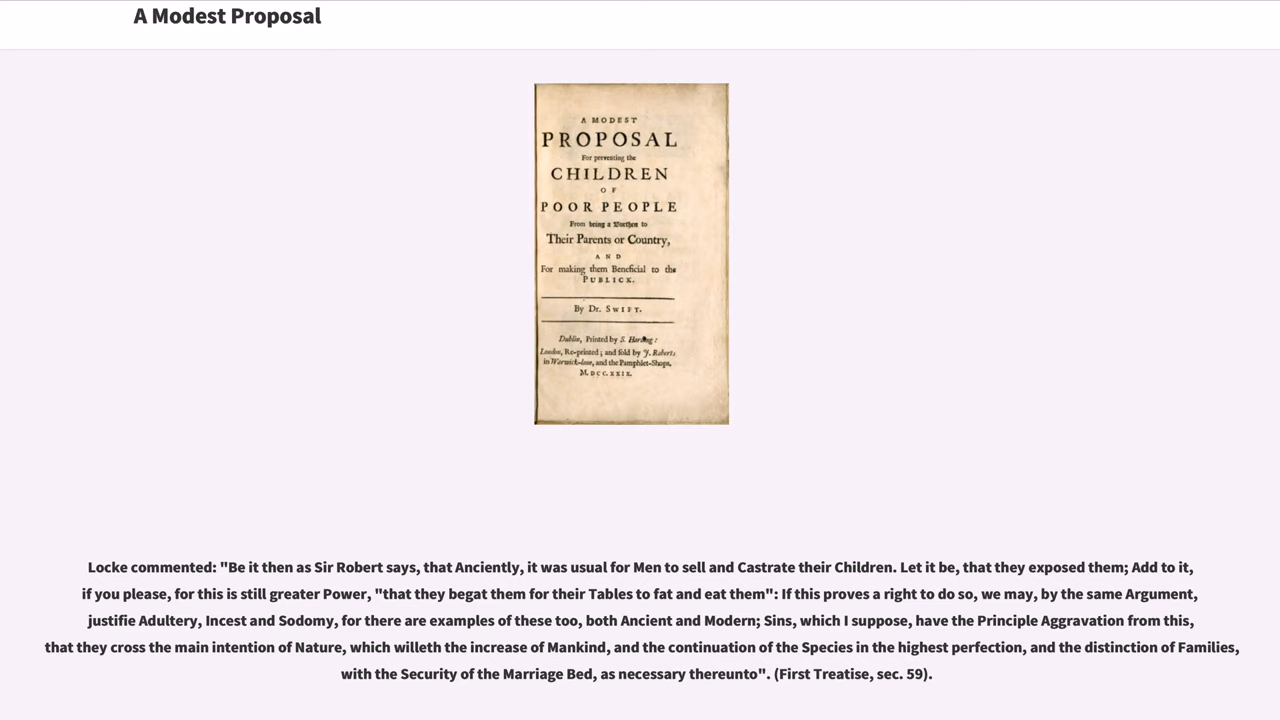 A Modest Proposal
A MODEST
PROPOSAL
For preventing the
CHILDREN
OF
POOR PEOPLE
From being a Burthen to
Their Parents or Country,
AND
For making them Beneficial to the
PUBLICK.
By Dr. SWIFT.
Dublin, Printed by S. Harding:
London, Re-printed; and sold by J. Roberts
in Warwick-lane, and the Pamphlet-Shops.
M.DCC.XXIX.
Locke commented: "Be it then as Sir Robert says, that Anciently, it was usual for Men to sell and Castrate their Children. Let it be, that they exposed them; Add to it,
if you please, for this is still greater Power, "that they begat them for their Tables to fat and eat them": If this proves a right to do so, we may, by the same Argument,
justifie Adultery, Incest and Sodomy, for there are examples of these too, both Ancient and Modern; Sins, which I suppose, have the Principle Aggravation from this,
that they cross the main intention of Nature, which willeth the increase of Mankind, and the continuation of the Species in the highest perfection, and the distinction of Families,
with the Security of the Marriage Bed, as necessary thereunto". (First Treatise, sec. 59).